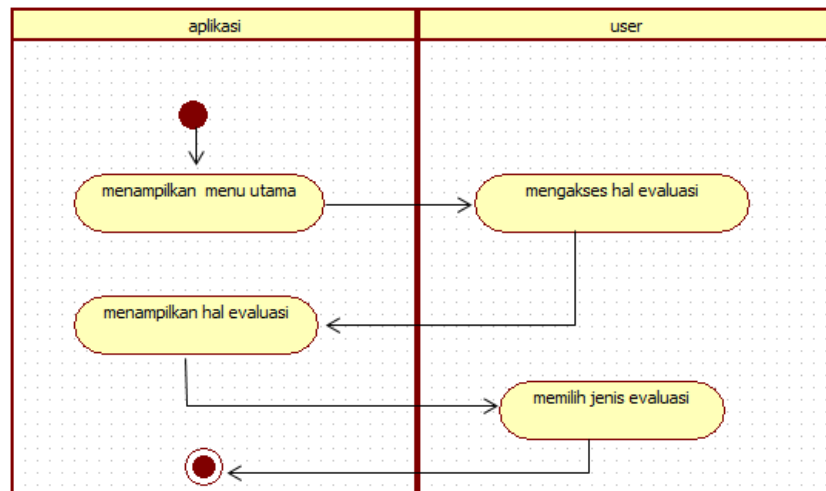 aplikasi
user
menampilkan  menu utama
mengakses hal evaluasi
menampilkan hal evaluasi
memilih jenis evaluasi